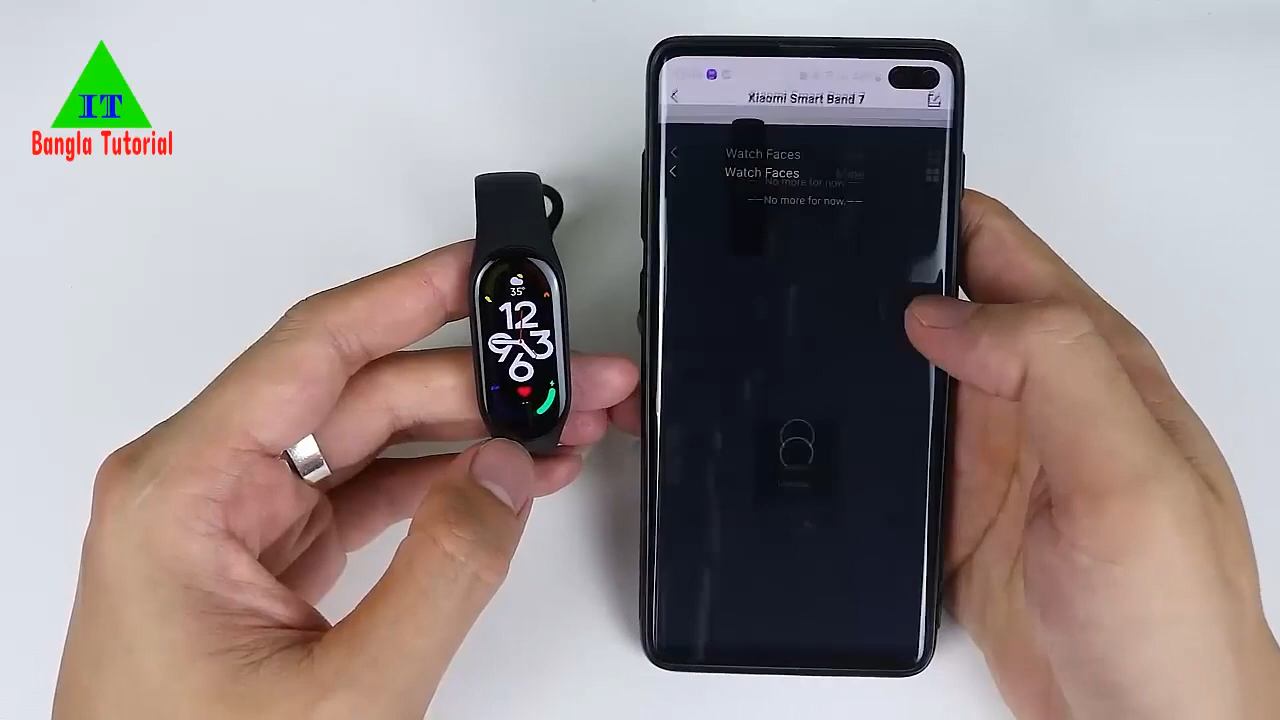 IT
Bangla Tutorial
Xiaomi Smart Band 7
Watch Faces
Watch Faces
Mine
No more for now.
No more for now.
35°
12
9 3
6